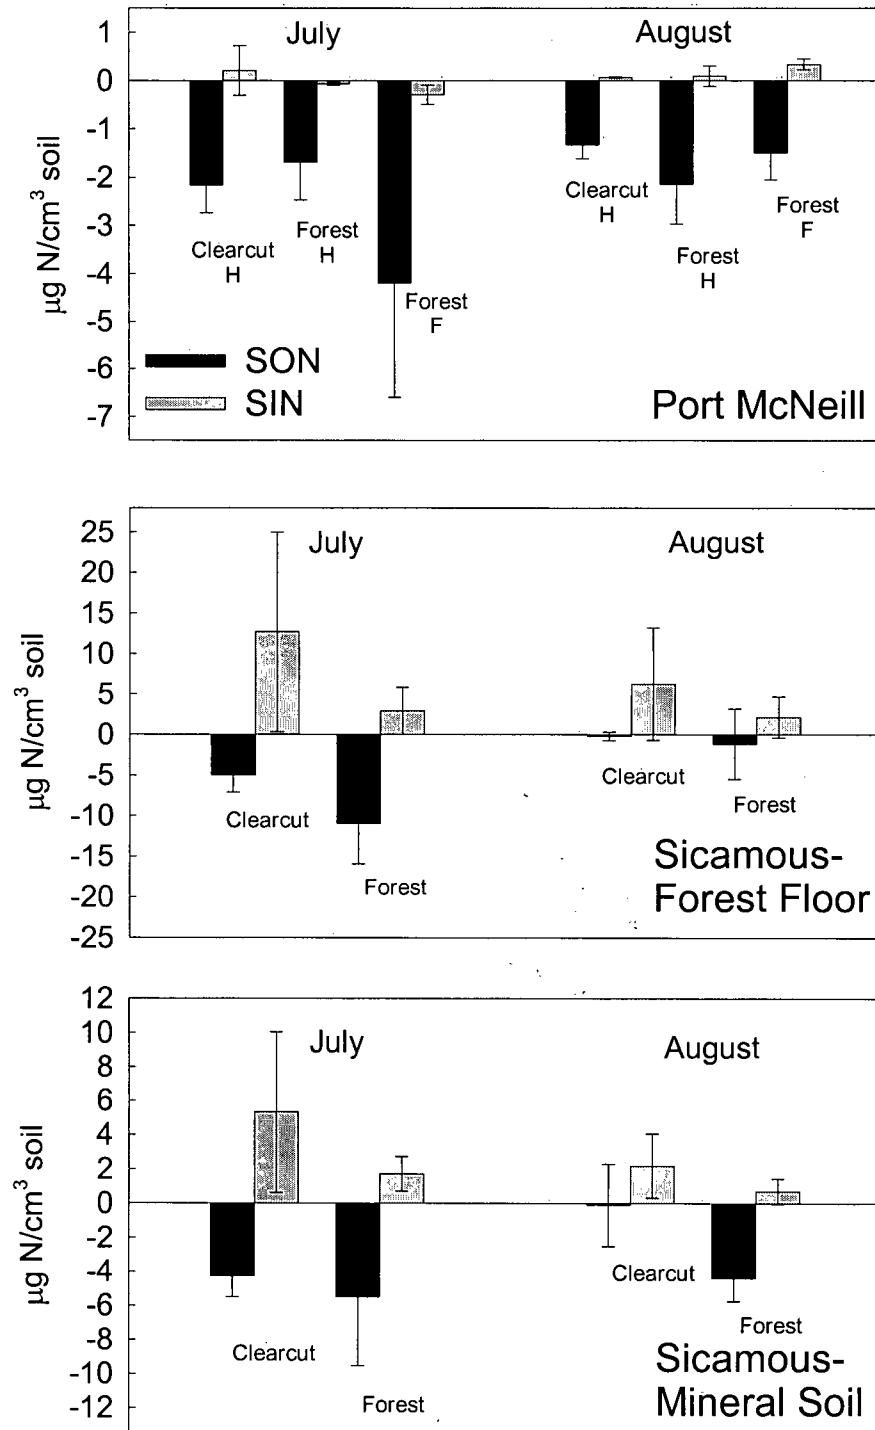 July
August
1
0
-1
-2
-3
-4
-5
-6
-7
µg N/cm³ soil
Clearcut
H
Forest
H
Forest
F
Clearcut
H
Forest
H
Forest
F
SON
SIN
Port McNeill
July
August
25
20
15
10
5
0
-5
-10
-15
-20
-25
µg N/cm³ soil
Clearcut
Forest
Clearcut
Forest
Sicamous-
Forest Floor
July
August
12
10
8
6
4
2
0
-2
-4
-6
-8
-10
-12
µg N/cm³ soil
Clearcut
Forest
Clearcut
Forest
Sicamous-
Mineral Soil